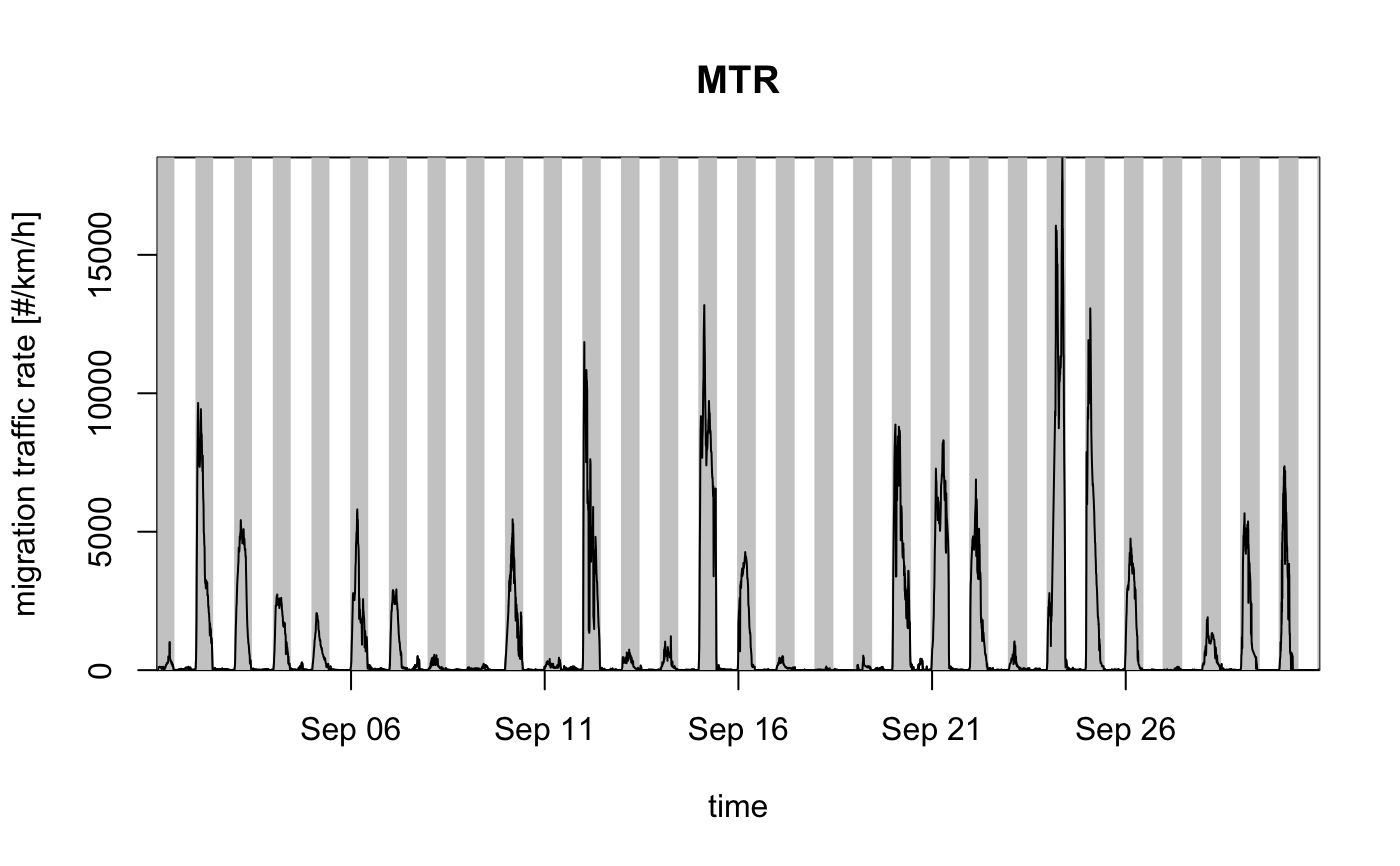 MTR
migration traffic rate [#/km/h]
15000
10000
5000
0
Sep 06 Sep 11 Sep 16 Sep 21 Sep 26
time